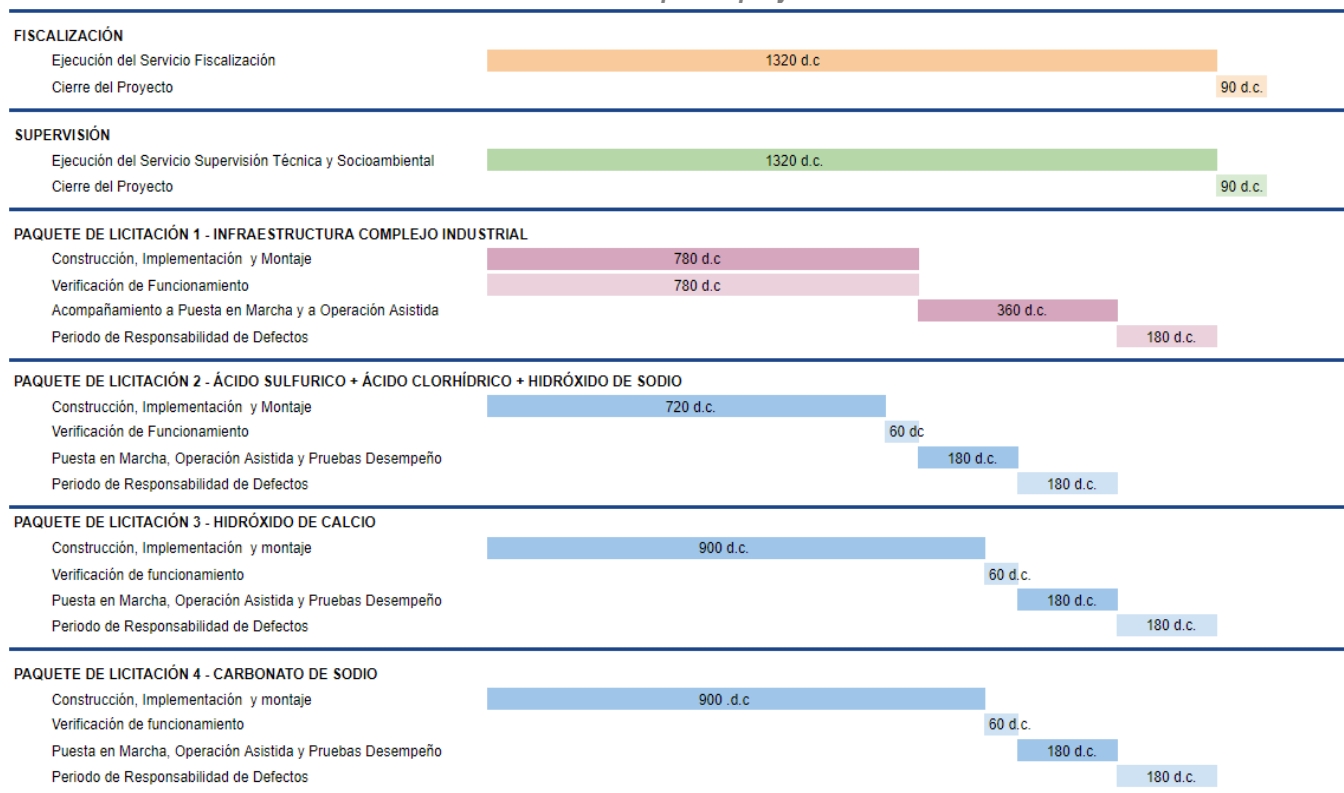 FISCALIZACIÓN
Ejecución del Servicio Fiscalización 1320 d.c
Cierre del Proyecto 90 d.c.
SUPERVISIÓN
Ejecución del Servicio Supervisión Técnica y Socioambiental 1320 d.c.
Cierre del Proyecto 90 d.c.
PAQUETE DE LICITACIÓN 1 - INFRAESTRUCTURA COMPLEJO INDUSTRIAL
Construcción, Implementación y Montaje 780 d.c
Verificación de Funcionamiento 780 d.c
Acompañamiento a Puesta en Marcha y a Operación Asistida 360 d.c.
Periodo de Responsabilidad de Defectos 180 d.c.
PAQUETE DE LICITACIÓN 2 - ÁCIDO SULFURICO + ÁCIDO CLORHÍDRICO + HIDRÓXIDO DE SODIO
Construcción, Implementación y Montaje 720 d.c.
Verificación de Funcionamiento 60 dc
Puesta en Marcha, Operación Asistida y Pruebas Desempeño 180 d.c.
Periodo de Responsabilidad de Defectos 180 d.c.
PAQUETE DE LICITACIÓN 3 - HIDRÓXIDO DE CALCIO
Construcción, Implementación y montaje 900 d.c.
Verificación de funcionamiento 60 d.c.
Puesta en Marcha, Operación Asistida y Pruebas Desempeño 180 d.c.
Periodo de Responsabilidad de Defectos 180 d.c.
PAQUETE DE LICITACIÓN 4 - CARBONATO DE SODIO
Construcción, Implementación y montaje 900 .d.c
Verificación de funcionamiento 60 d.c.
Puesta en Marcha, Operación Asistida y Pruebas Desempeño 180 d.c.
Periodo de Responsabilidad de Defectos 180 d.c.